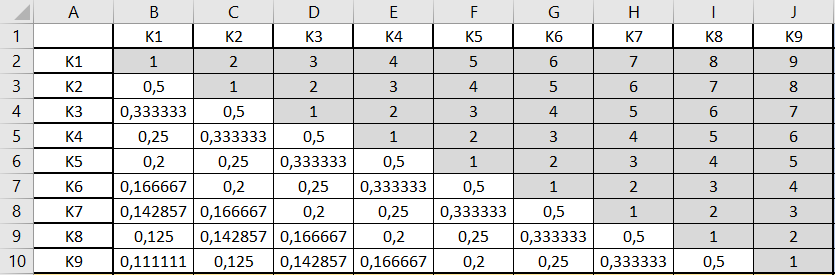 A B C D E F G H I J
1 K1 K2 K3 K4 K5 K6 K7 K8 K9
2 K1 1 2 3 4 5 6 7 8 9
3 K2 0,5 1 2 3 4 5 6 7 8
4 K3 0,333333 0,5 1 2 3 4 5 6 7
5 K4 0,25 0,333333 0,5 1 2 3 4 5 6
6 K5 0,2 0,25 0,333333 0,5 1 2 3 4 5
7 K6 0,166667 0,2 0,25 0,333333 0,5 1 2 3 4
8 K7 0,142857 0,166667 0,2 0,25 0,333333 0,5 1 2 3
9 K8 0,125 0,142857 0,166667 0,2 0,25 0,333333 0,5 1 2
10 K9 0,111111 0,125 0,142857 0,166667 0,2 0,25 0,333333 0,5 1